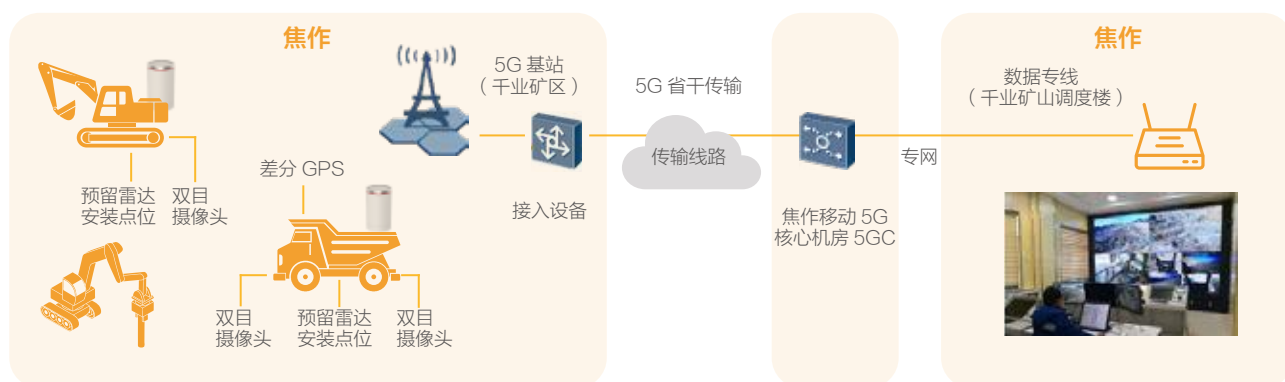 焦作
5G 基站
（千业矿区）
接入设备
预留雷达
安装点位
双目
摄像头
差分 GPS
双目
摄像头
预留雷达
安装点位
双目
摄像头
5G 省干传输
传输线路
焦作移动 5G
核心机房 5GC
专网
焦作
数据专线
（千业矿山调度楼）